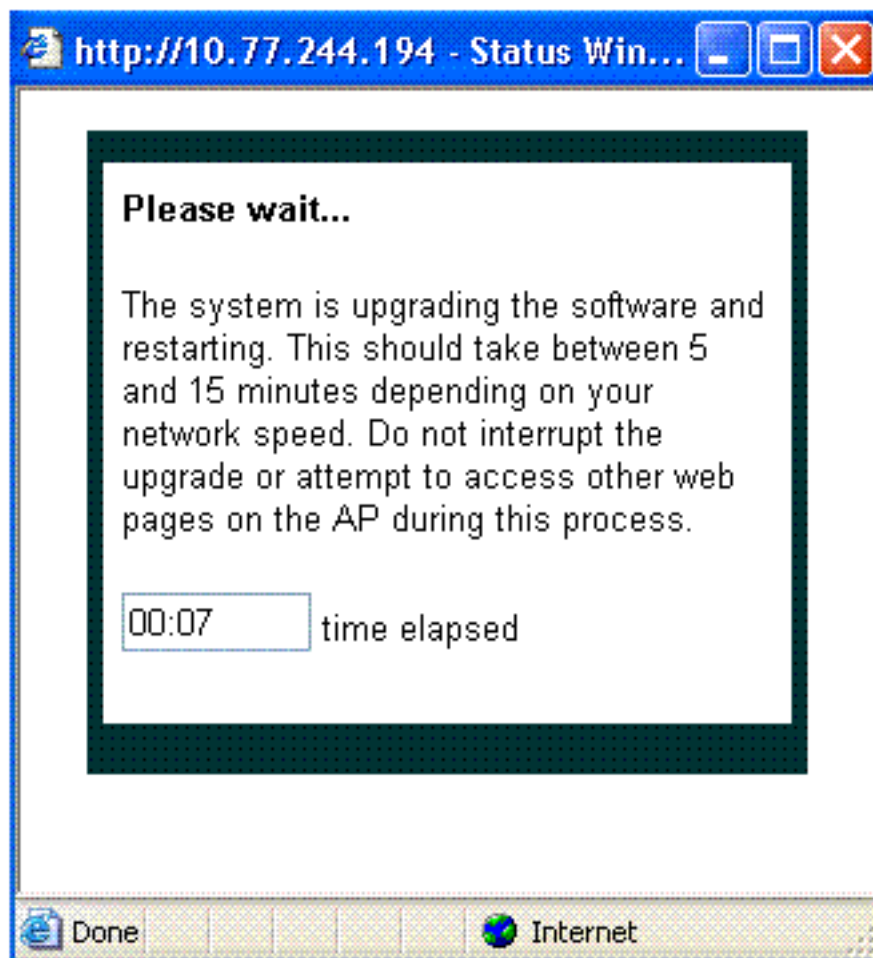 http://10.77.244.194 - Status Win...
Please wait...
The system is upgrading the software and
restarting. This should take between 5
and 15 minutes depending on your
network speed. Do not interrupt the
upgrade or attempt to access other web
pages on the AP during this process.
00:07 time elapsed
Done Internet